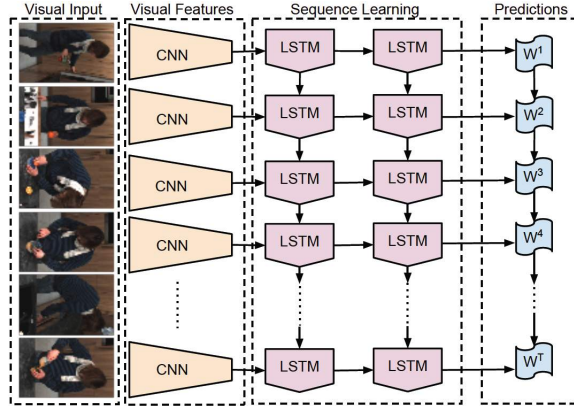 Visual Input Visual Features Sequence Learning Predictions
CNN LSTM LSTM W¹
CNN LSTM LSTM W²
CNN LSTM LSTM W³
CNN LSTM LSTM W⁴
CNN LSTM LSTM Wᵀ